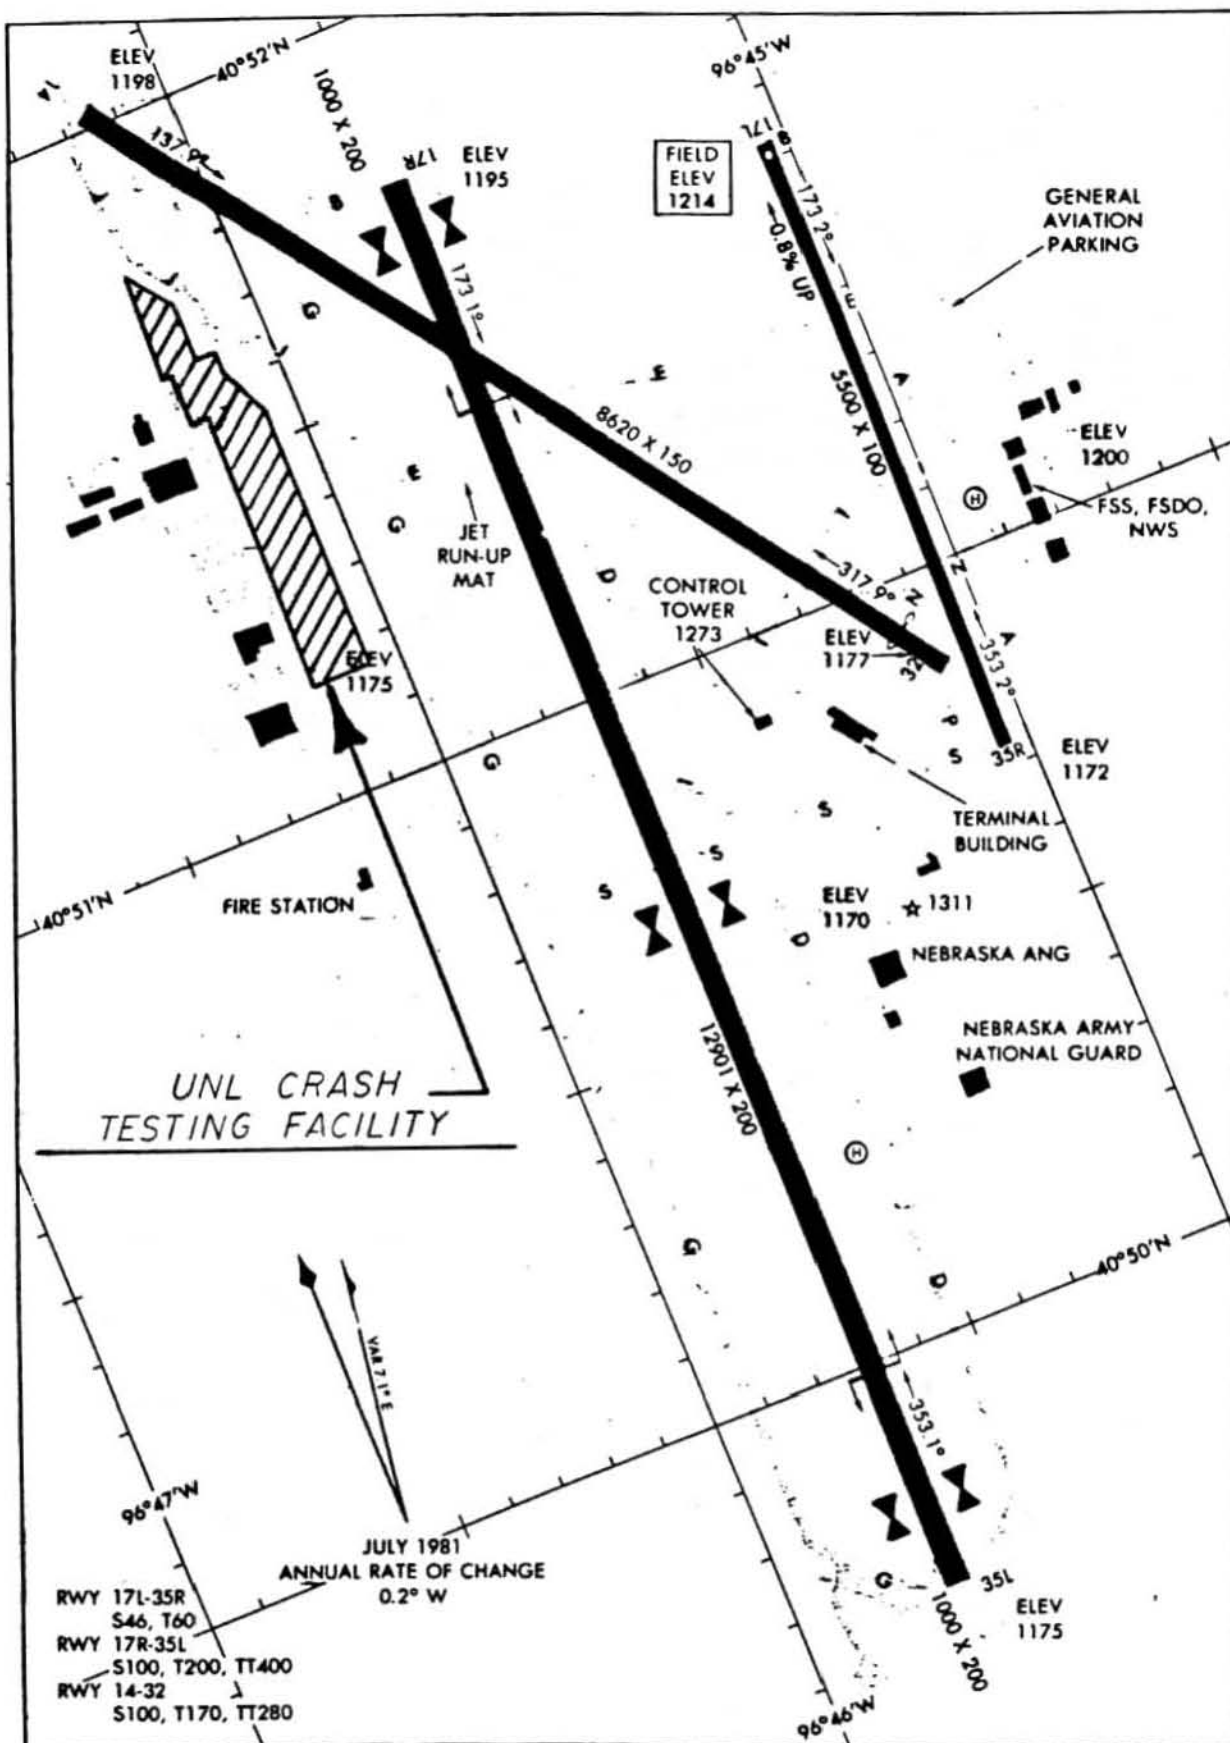 ELEV
1198
40°52'N
96°45'W
14
137.9°
1000 X 200
17R
ELEV
1195
17L
FIELD
ELEV
1214
B
B
173.2°
0.8% UP
GENERAL
AVIATION
PARKING
173.1°
G
E
E
A
5500 X 100
8620 X 150
ELEV
1200
H
FSS, FSDO,
NWS
G
JET
RUN-UP
MAT
D
CONTROL
TOWER
1273
317.9°
ELEV
1177
32
Z
A
353.2°
ELEV
1175
G
P
S
35R
ELEV
1172
S
TERMINAL
BUILDING
I
S
S
40°51'N
FIRE STATION
ELEV
1170
1311
D
NEBRASKA ANG
12901 X 200
NEBRASKA ARMY
NATIONAL GUARD
UNL CRASH
TESTING FACILITY
H
G
D
40°50'N
VAR 7.1° E
353.1°
96°47'W
JULY 1981
ANNUAL RATE OF CHANGE
0.2° W
G
35L
1000 X 200
ELEV
1175
RWY 17L-35R
S46, T60
RWY 17R-35L
S100, T200, TT400
RWY 14-32
S100, T170, TT280
96°46'W